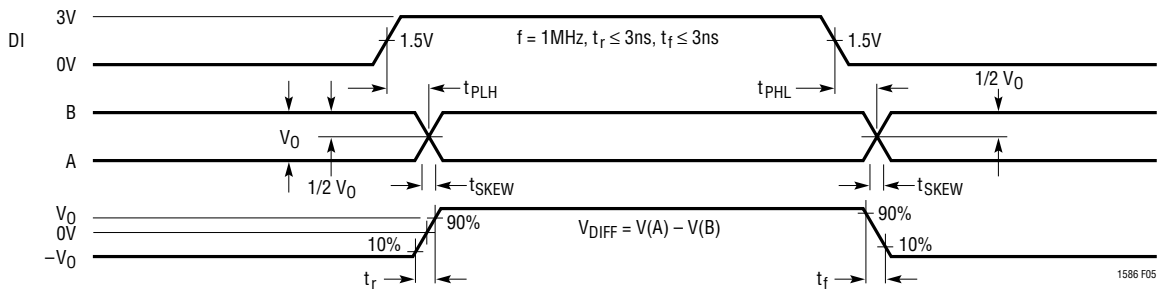 3V
DI
1.5V
f = 1MHz, tr ≤ 3ns, tf ≤ 3ns
1.5V
0V
tPLH
tPHL
1/2 VO
B
VO
A
1/2 VO
tSKEW
tSKEW
VO
0V
–VO
90%
10%
VDIFF = V(A) – V(B)
90%
10%
tr
tf
1586 F05